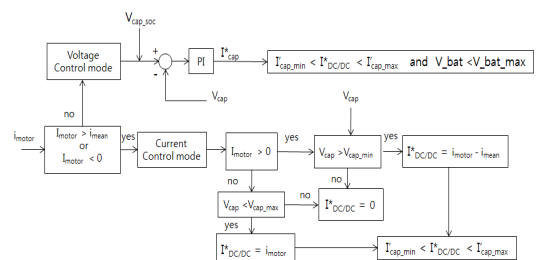 V_cap_soc
Voltage
Control mode
+
-
PI
I*_cap
I'_cap_min < I*_DC/DC < I'_cap_max and V_bat <V_bat_max
V_cap
no
V_cap
i_motor
I_motor > i_mean
or
I_motor < 0
yes
Current
Control mode
I_motor > 0
yes
V_cap >V_cap_min
yes
I*_DC/DC = i_motor - i_mean
no
no
V_cap <V_cap_max
no
I*_DC/DC = 0
yes
I*_DC/DC = i_motor
I'_cap_min < I*_DC/DC < I'_cap_max